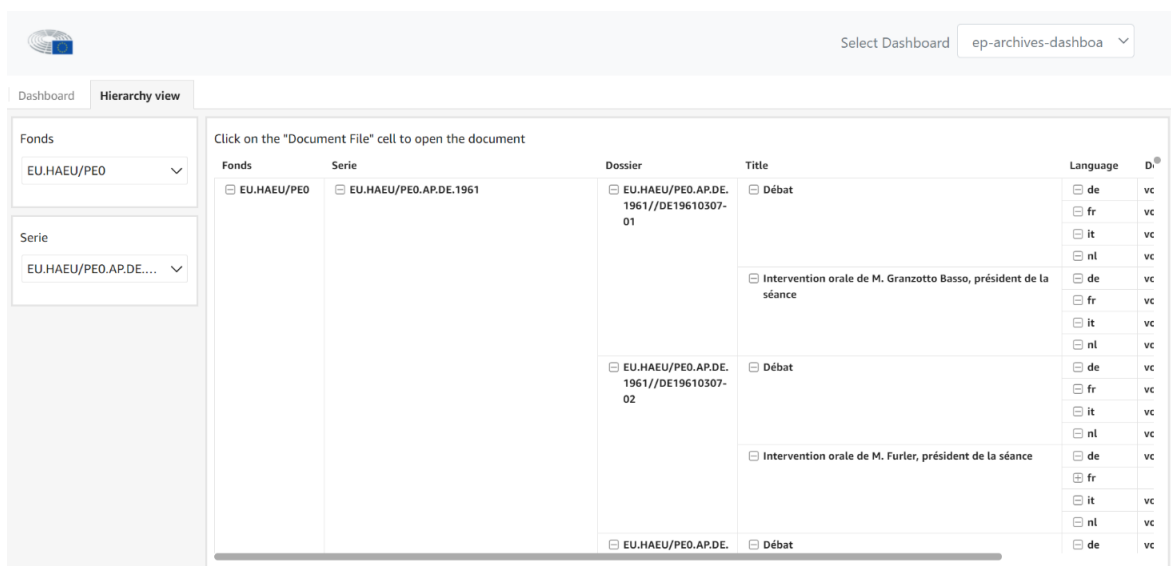 Select Dashboard ep-archives-dashboa
Dashboard Hierarchy view
Fonds
EU.HAEU/PE0
Serie
EU.HAEU/PE0.AP.DE....
Click on the "Document File" cell to open the document
Fonds Serie Dossier Title Language
EU.HAEU/PE0 EU.HAEU/PE0.AP.DE.1961 EU.HAEU/PE0.AP.DE. Débat de
1961//DE19610307- fr
01 it
nl
Intervention orale de M. Granzotto Basso, président de la de
séance fr
it
nl
EU.HAEU/PE0.AP.DE. Débat de
1961//DE19610307- fr
02 it
nl
Intervention orale de M. Furler, président de la séance de
fr
it
nl
EU.HAEU/PE0.AP.DE. Débat de